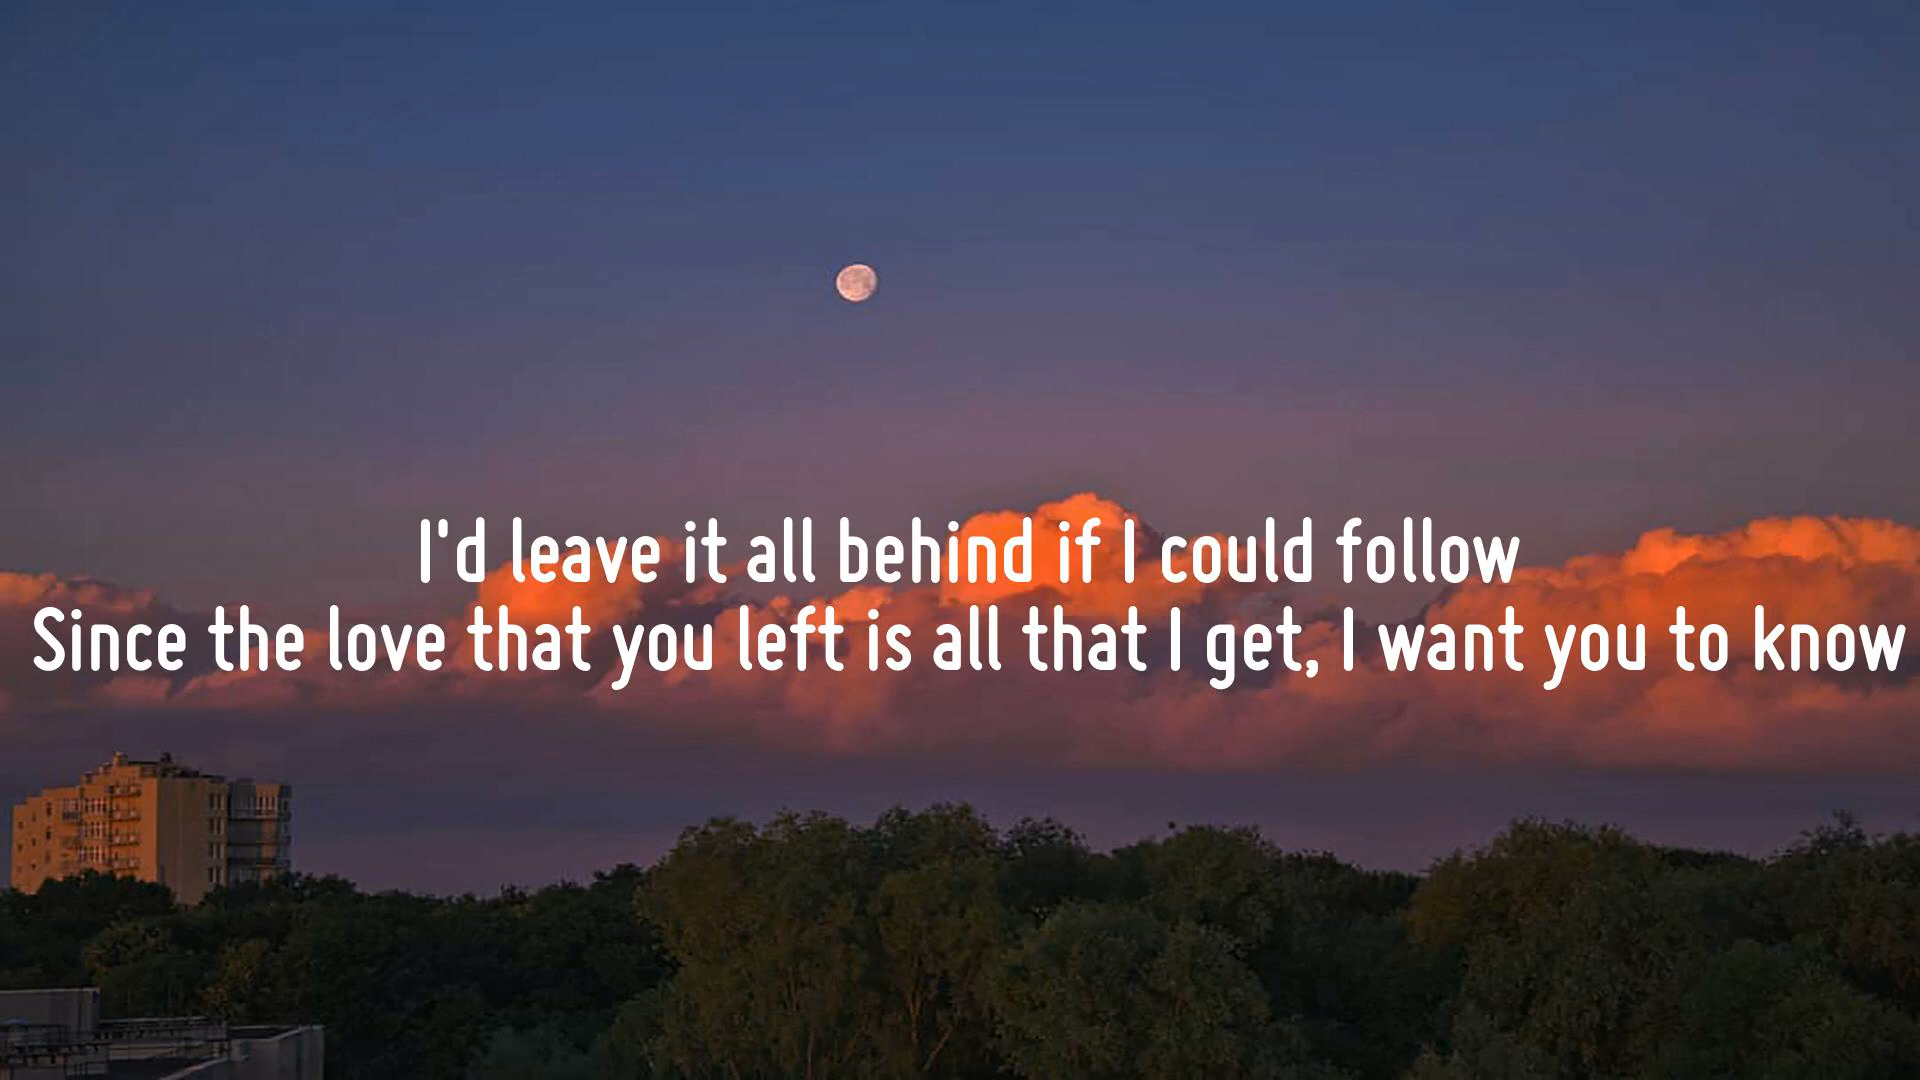 I'd leave it all behind if I could follow
Since the love that you left is all that I get, I want you to know